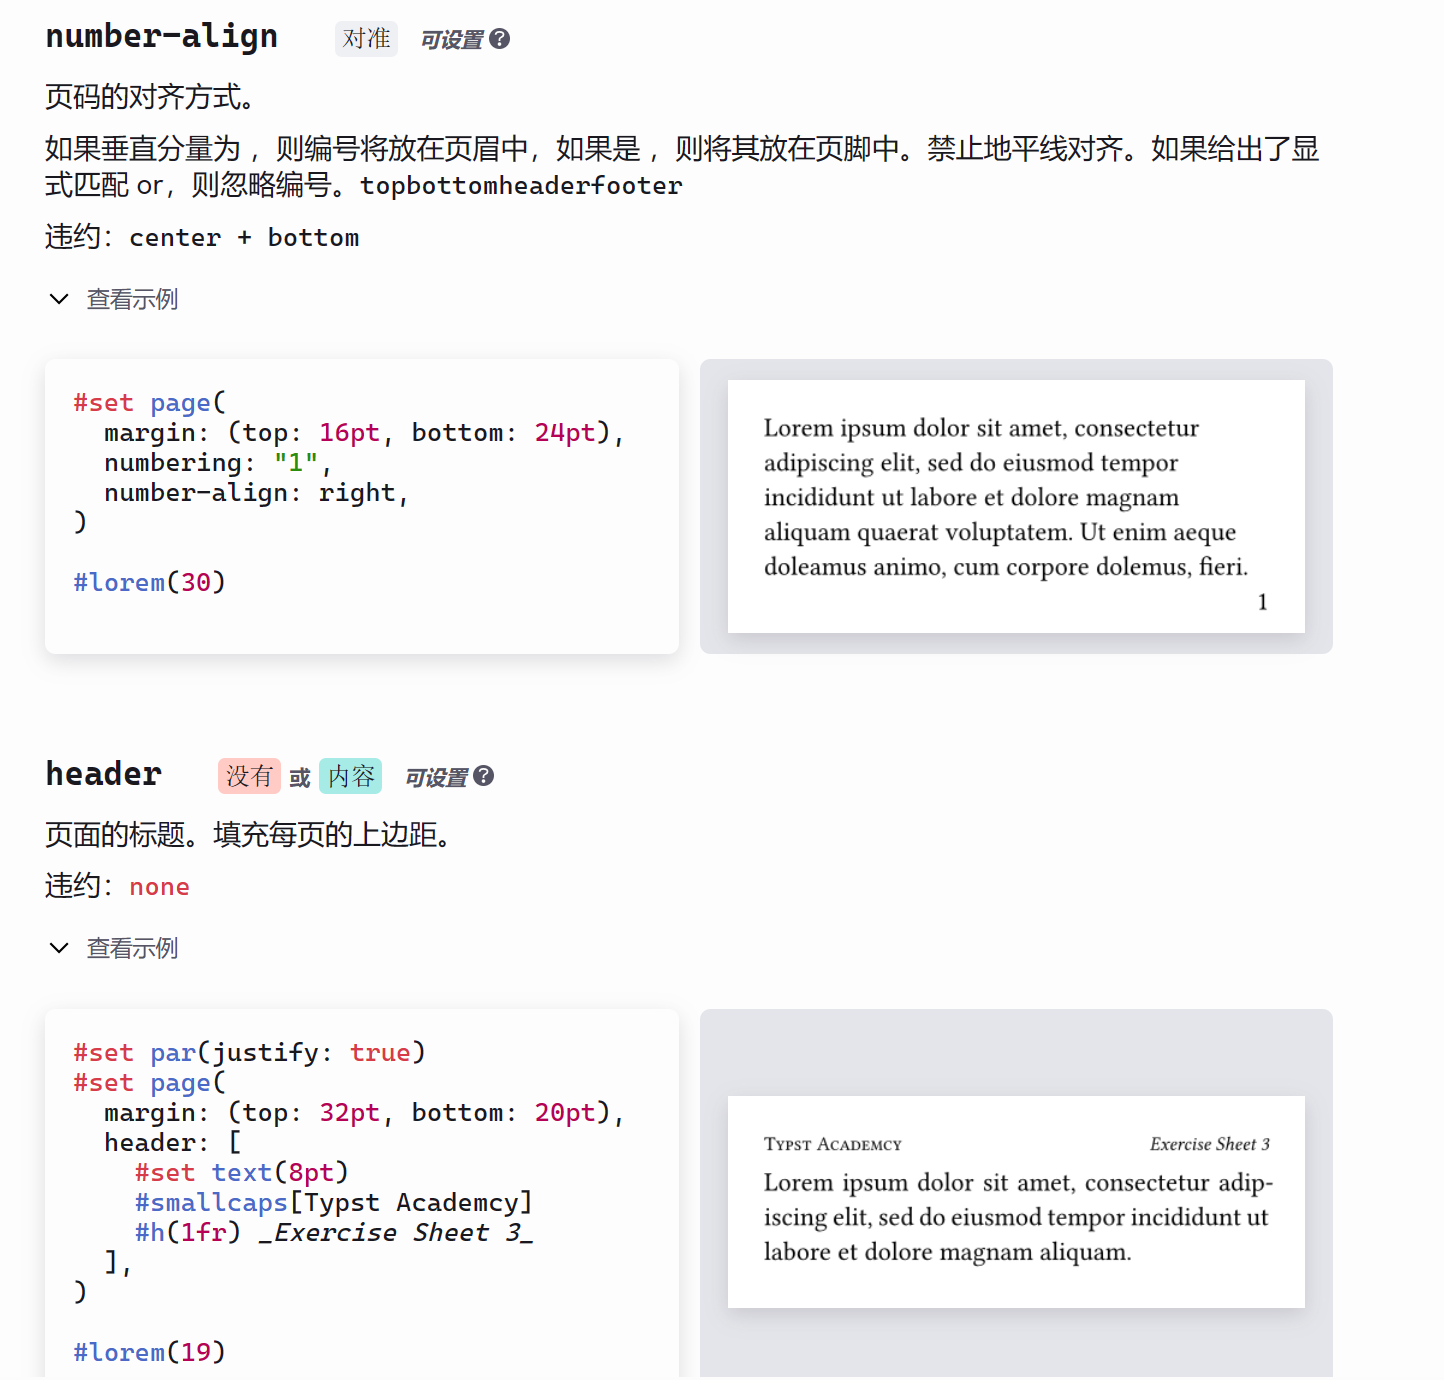 number-align 对准 可设置
页码的对齐方式。
如果垂直分量为 ，则编号将放在页眉中，如果是 ，则将其放在页脚中。禁止地平线对齐。如果给出了显
式匹配 or，则忽略编号。topbottomheaderfooter
违约：center + bottom
查看示例
#set page(
  margin: (top: 16pt, bottom: 24pt),
  numbering: "1",
  number-align: right,
)
#lorem(30)
Lorem ipsum dolor sit amet, consectetur
adipiscing elit, sed do eiusmod tempor
incididunt ut labore et dolore magnam
aliquam quaerat voluptatem. Ut enim aeque
doleamus animo, cum corpore dolemus, fieri.
1
header 没有 或 内容 可设置
页面的标题。填充每页的上边距。
违约：none
查看示例
#set par(justify: true)
#set page(
  margin: (top: 32pt, bottom: 20pt),
  header: [
    #set text(8pt)
    #smallcaps[Typst Academcy]
    #h(1fr) _Exercise Sheet 3_
  ],
)
#lorem(19)
Typst Academcy Exercise Sheet 3
Lorem ipsum dolor sit amet, consectetur adip-
iscing elit, sed do eiusmod tempor incididunt ut
labore et dolore magnam aliquam.